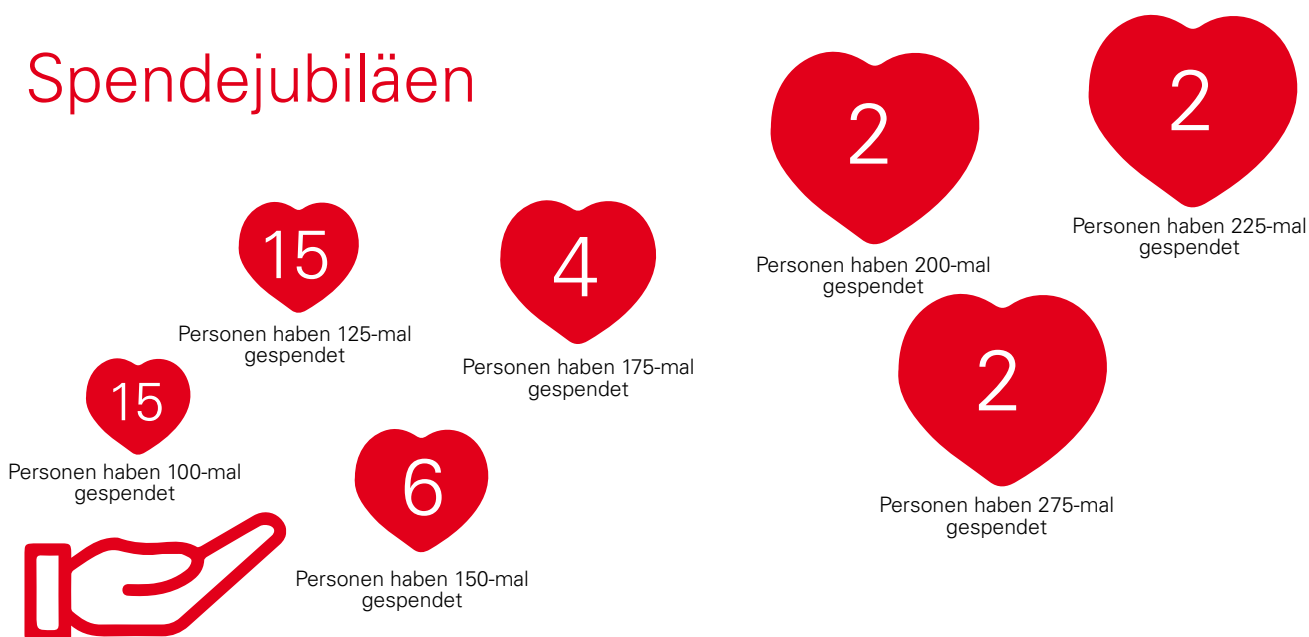 Spendejubiläen
15
Personen haben 100-mal
gespendet
15
Personen haben 125-mal
gespendet
6
Personen haben 150-mal
gespendet
4
Personen haben 175-mal
gespendet
2
Personen haben 200-mal
gespendet
2
Personen haben 225-mal
gespendet
2
Personen haben 275-mal
gespendet